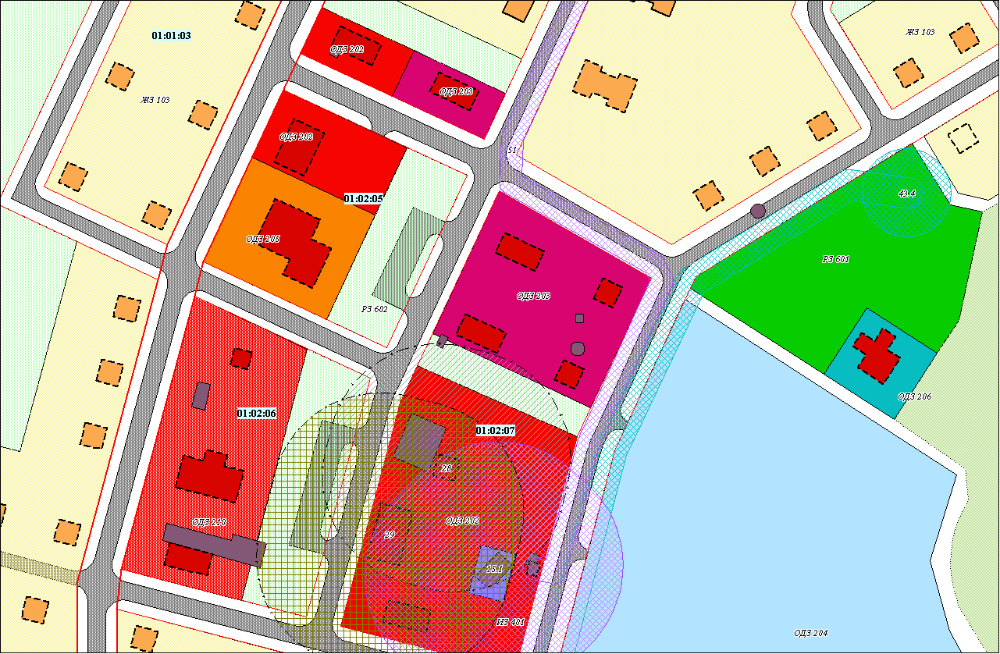 01:01:03
ЖЗ 103
ОДЗ 202
ЖЗ 103
ОДЗ 203
ОДЗ 202
51
43.4
01:02:05
ОДЗ 205
РЗ 601
ОДЗ 203
РЗ 602
ОДЗ 206
01:02:06
01:02:07
28
ОДЗ 210
ОДЗ 202
29
15.1
ИЗ 401
ОДЗ 204